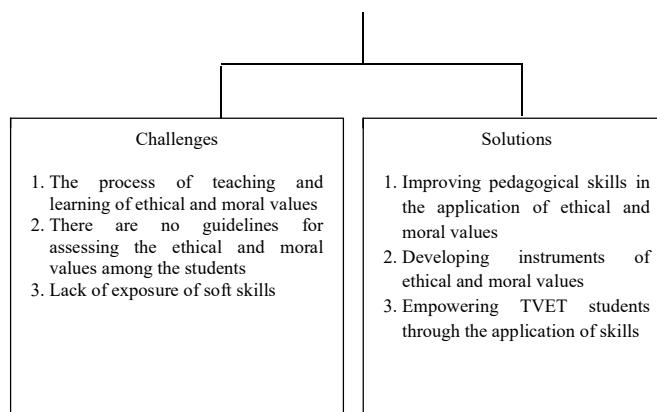 Challenges
1. The process of teaching and
learning of ethical and moral values
2. There are no guidelines for
assessing the ethical and moral
values among the students
3. Lack of exposure of soft skills
Solutions
1. Improving pedagogical skills in
the application of ethical and
moral values
2. Developing instruments of
ethical and moral values
3. Empowering TVET students
through the application of skills